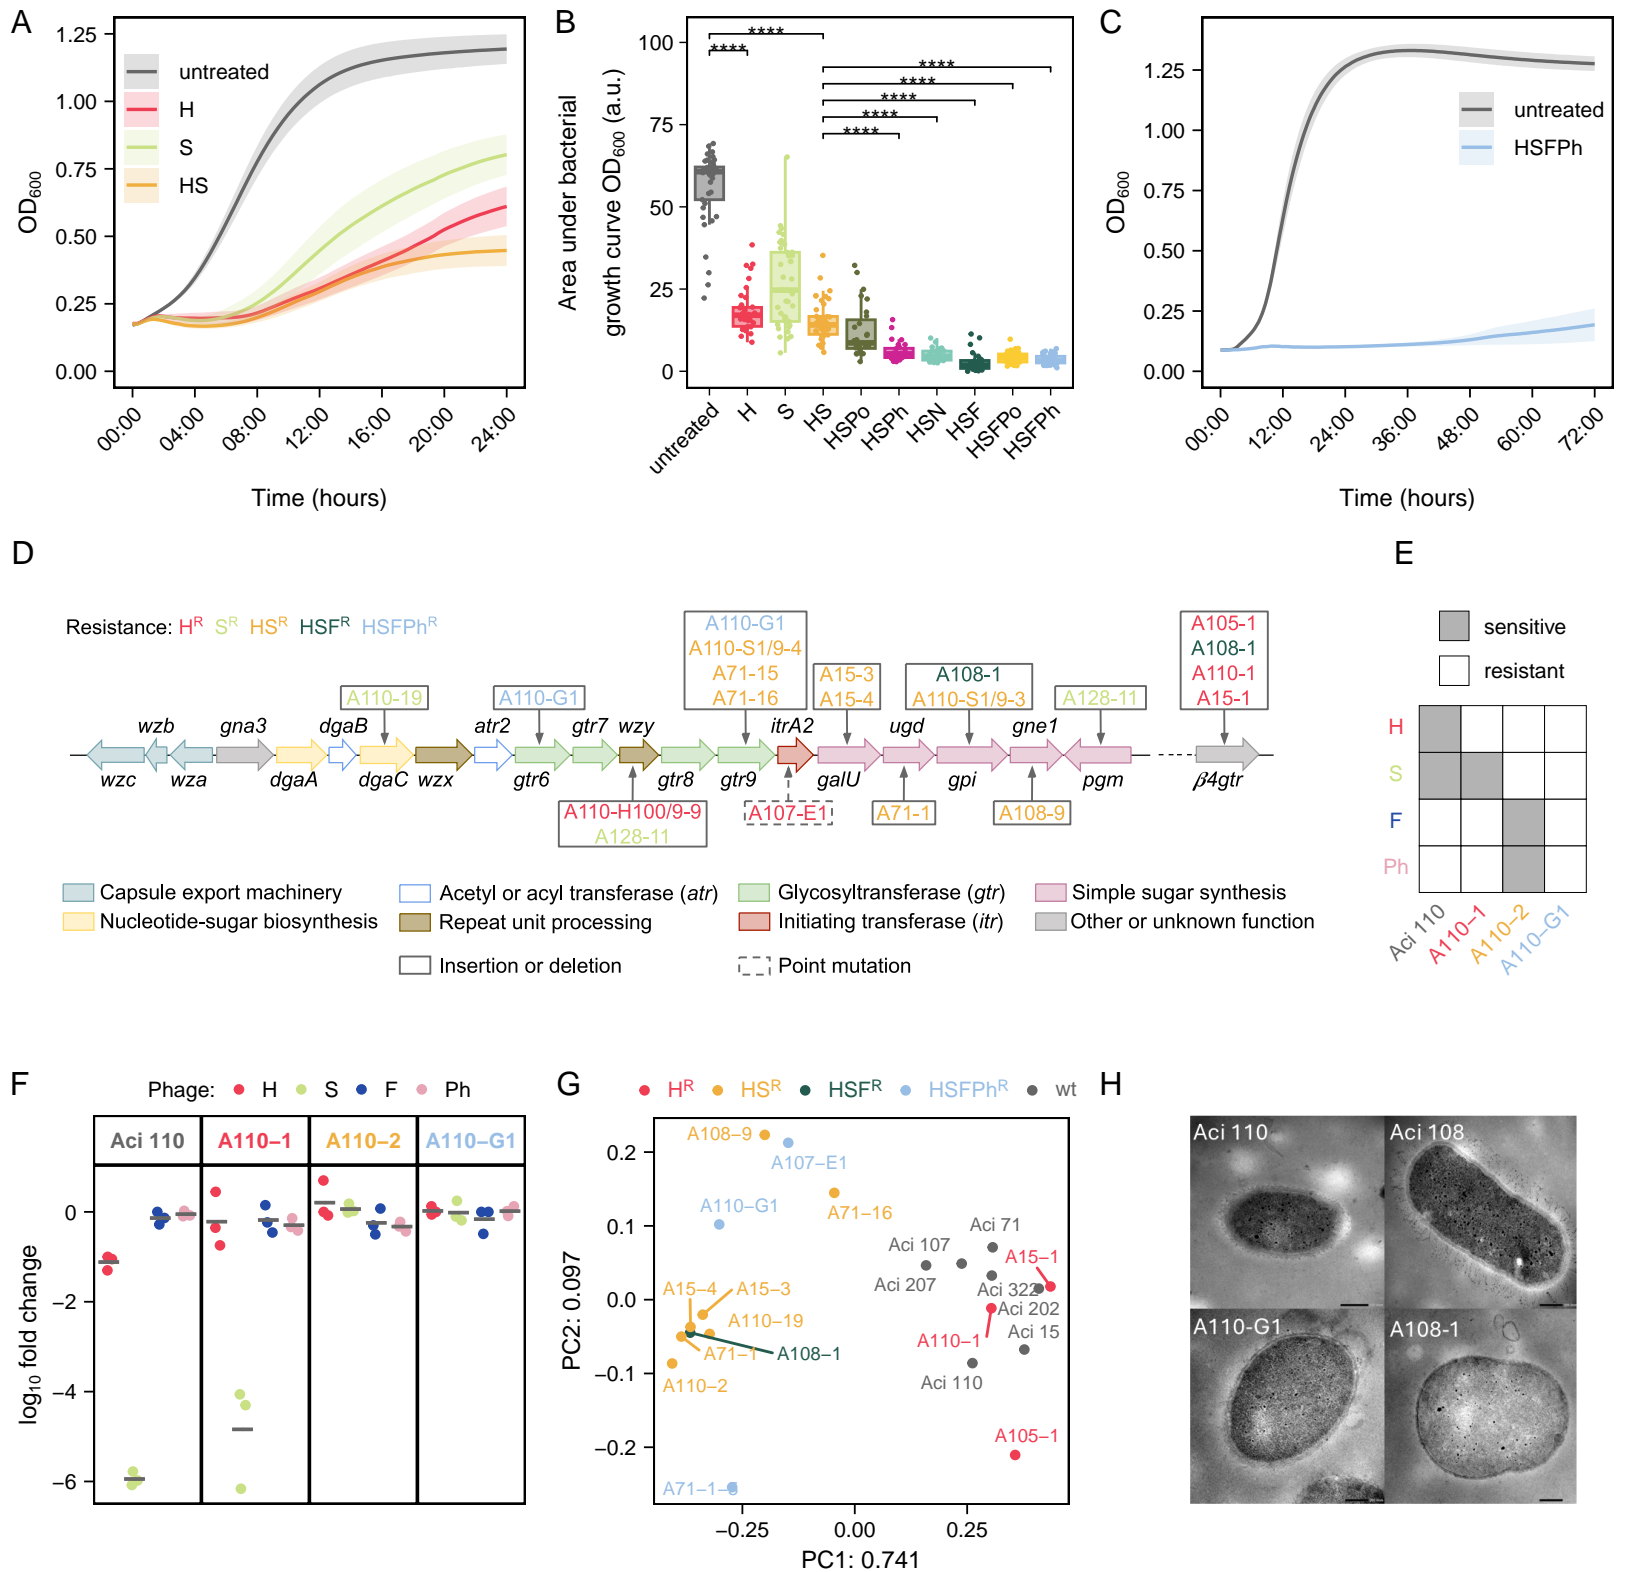 A
1.25
1.00
0.75
0.50
0.25
0.00
OD600
untreated
H
S
HS
00:00
04:00
08:00
12:00
16:00
20:00
24:00
Time (hours)
B
Area under bacterial
growth curve OD600 (a.u.)
100
75
50
25
0
****
****
****
****
****
****
****
untreated
H
S
HS
HSPo
HSPh
HSN
HSF
HSFPo
HSFPh
C
1.25
1.00
0.75
0.50
0.25
0.00
OD600
untreated
HSFPh
00:00
12:00
24:00
36:00
48:00
60:00
72:00
Time (hours)
D
Resistance: H^R S^R HS^R HSF^R HSFPh^R
A110-19
A110-G1
A110-G1
A110-S1/9-4
A71-15
A71-16
A15-3
A15-4
A108-1
A110-S1/9-3
A128-11
A105-1
A108-1
A110-1
A15-1
wzb gna3 dgaB atr2 gtr7 wzy itrA2 ugd gne1
wzc wza dgaA dgaC wzx gtr6 gtr8 gtr9 galU gpi pgm β4gtr
A110-H100/9-9
A128-11
A107-E1
A71-1
A108-9
Capsule export machinery
Acetyl or acyl transferase (atr)
Glycosyltransferase (gtr)
Simple sugar synthesis
Nucleotide-sugar biosynthesis
Repeat unit processing
Initiating transferase (itr)
Other or unknown function
Insertion or deletion
Point mutation
E
sensitive
resistant
H
S
F
Ph
Aci 110
A110–1
A110–2
A110–G1
F
Phage: H S F Ph
Aci 110
A110–1
A110–2
A110–G1
log10 fold change
0
−2
−4
−6
G
H^R HS^R HSF^R HSFPh^R wt
PC2: 0.097
0.2
0.1
0.0
−0.1
−0.2
A108–9
A107–E1
A110–G1
A71–16
Aci 71
Aci 107
A15–1
Aci 207
A15–4
A15–3
Aci 322
Aci 202
A110–19
A110–1
Aci 15
A71–1
A108–1
A110–2
Aci 110
A105–1
−0.25
0.00
0.25
PC1: 0.741
H
Aci 110
Aci 108
A110-G1
A108-1